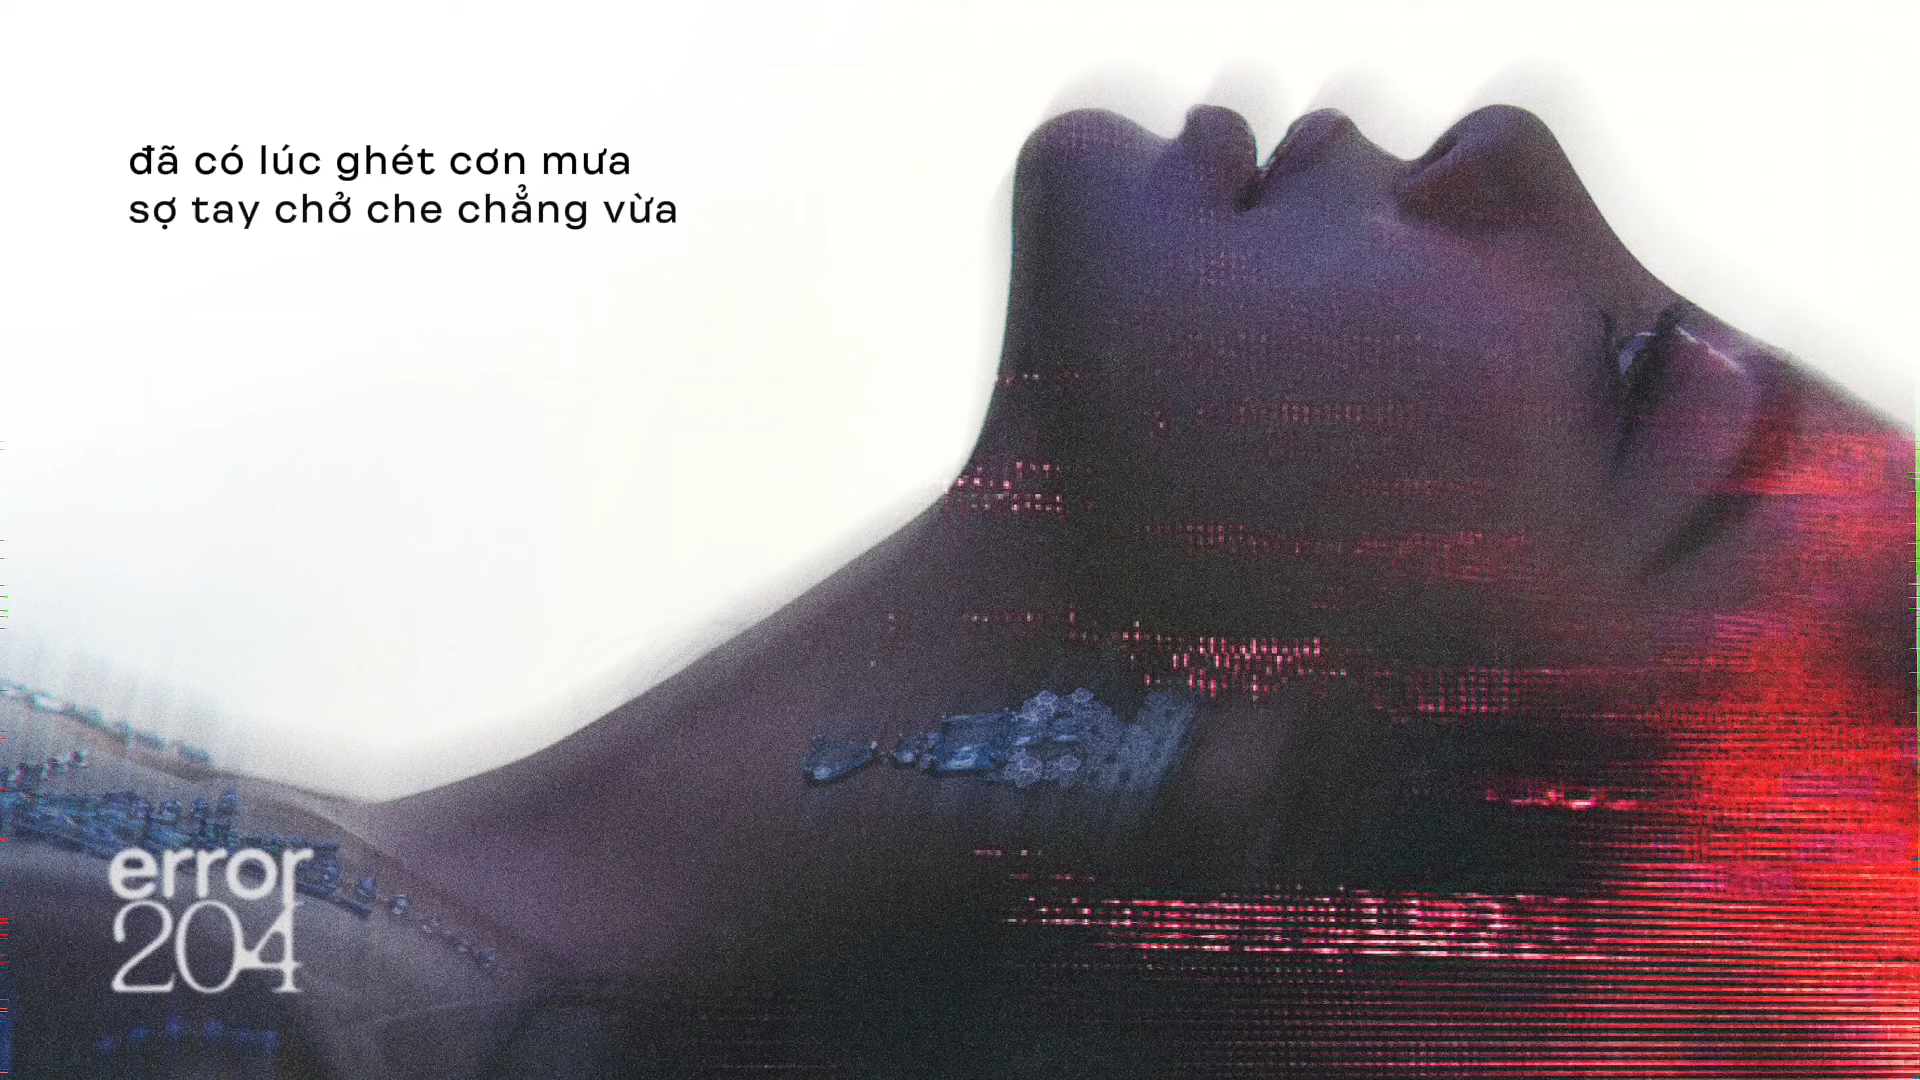 đã có lúc ghét cơn mưa
sợ tay chở che chẳng vừa
error
204